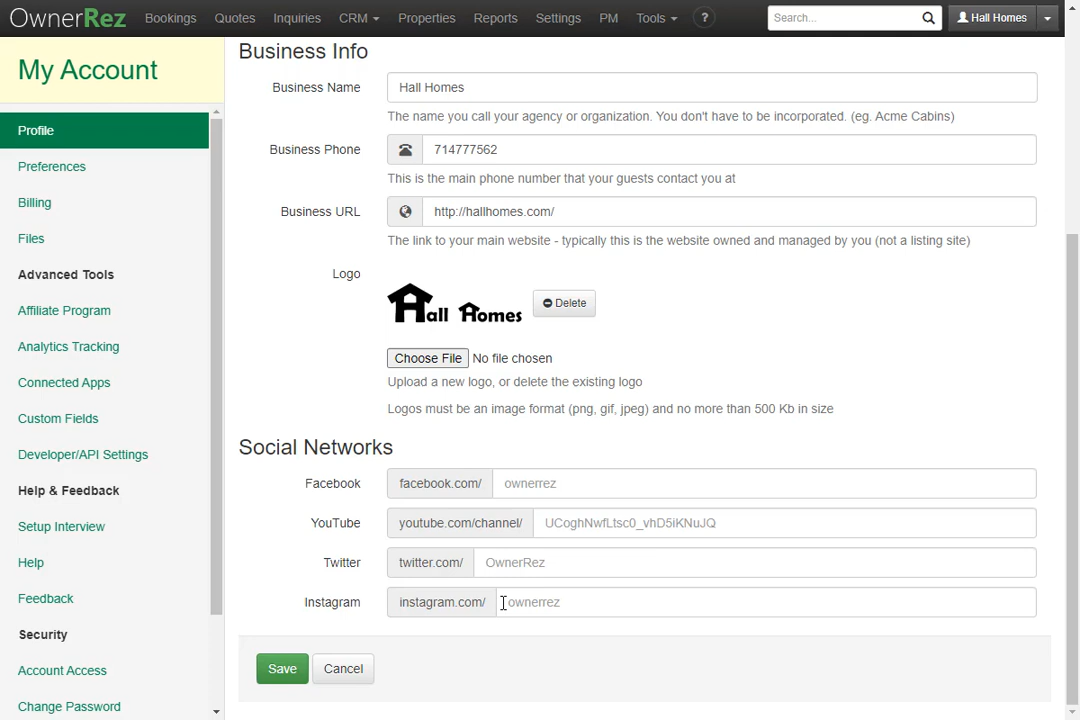 OwnerRez Bookings Quotes Inquiries CRM Properties Reports Settings PM Tools ? Search... Hall Homes
My Account
Profile
Preferences
Billing
Files
Advanced Tools
Affiliate Program
Analytics Tracking
Connected Apps
Custom Fields
Developer/API Settings
Help & Feedback
Setup Interview
Help
Feedback
Security
Account Access
Change Password
Business Info
Business Name Hall Homes
The name you call your agency or organization. You don't have to be incorporated. (eg. Acme Cabins)
Business Phone 714777562
This is the main phone number that your guests contact you at
Business URL http://hallhomes.com/
The link to your main website - typically this is the website owned and managed by you (not a listing site)
Logo
Hall Homes Delete
Choose File No file chosen
Upload a new logo, or delete the existing logo
Logos must be an image format (png, gif, jpeg) and no more than 500 Kb in size
Social Networks
Facebook facebook.com/ ownerrez
YouTube youtube.com/channel/ UCoghNwfLtsc0_vhD5iKNuJQ
Twitter twitter.com/ OwnerRez
Instagram instagram.com/ ownerrez
Save Cancel